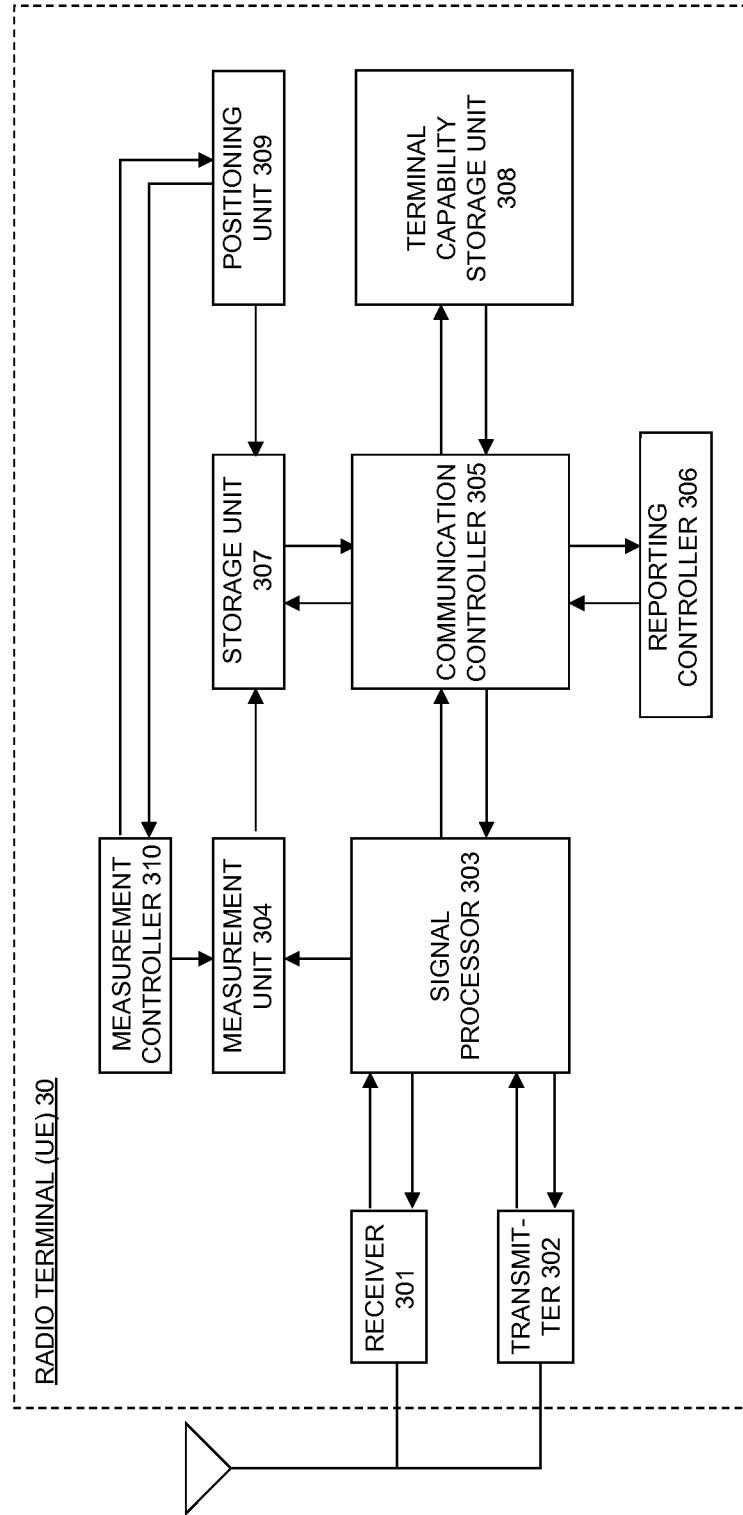 RADIO TERMINAL (UE) 30
MEASUREMENT
CONTROLLER 310
MEASUREMENT
UNIT 304
STORAGE UNIT
307
POSITIONING
UNIT 309
RECEIVER
301
TRANSMIT-
TER 302
SIGNAL
PROCESSOR 303
COMMUNICATION
CONTROLLER 305
TERMINAL
CAPABILITY
STORAGE UNIT
308
REPORTING
CONTROLLER 306